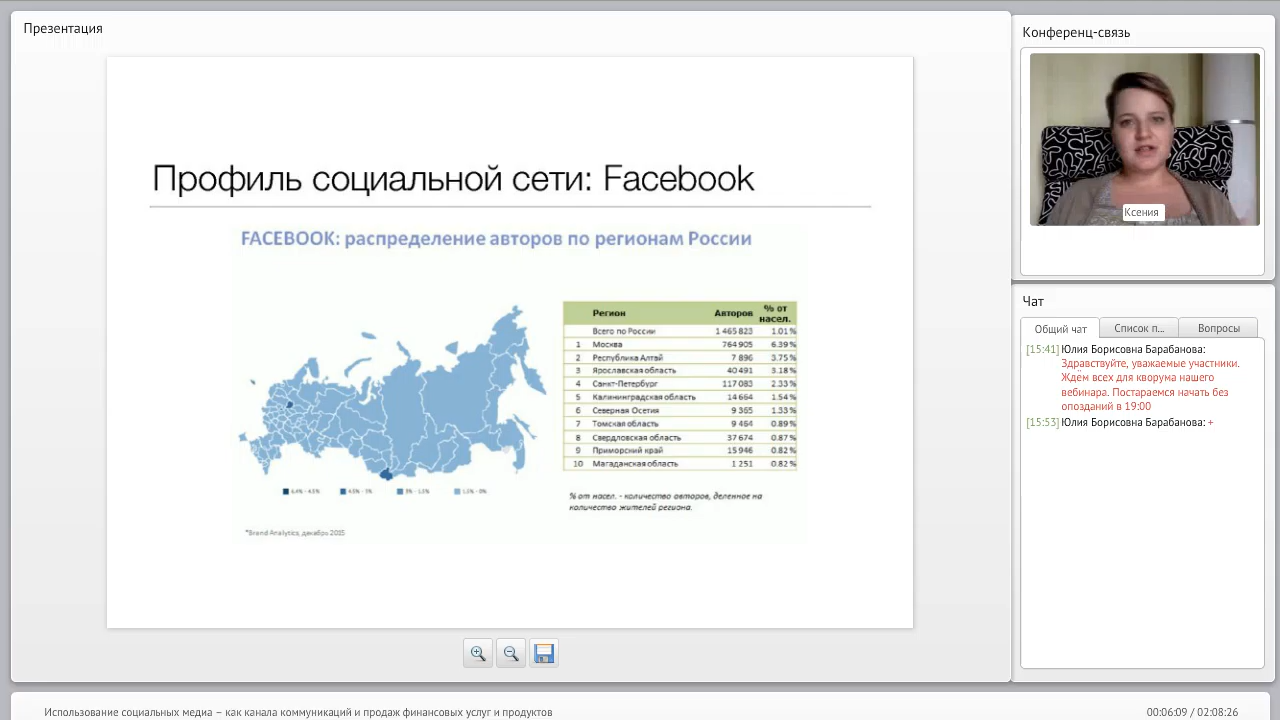 Презентация
Профиль социальной сети: Facebook
FACEBOOK: распределение авторов по регионам России
Регион Авторов % от насел.
Всего по России 1 465 823 1.01%
1 Москва 764 905 6.39%
2 Республика Алтай 7 896 3.75%
3 Ярославская область 40 491 3.18%
4 Санкт-Петербург 117 083 2.33%
5 Калининградская область 14 664 1.54%
6 Северная Осетия 9 365 1.33%
7 Томская область 9 464 0.89%
8 Свердловская область 37 674 0.87%
9 Приморский край 15 946 0.82%
10 Магаданская область 1 251 0.82%
% от насел. - количество авторов, деленное на
количество жителей региона.
*Brand Analytics, декабрь 2015
Конференц-связь
Ксения
Чат
Общий чат Список п... Вопросы
[15:41] Юлия Борисовна Барабанова:
Здравствуйте, уважаемые участники.
Ждём всех для кворума нашего
вебинара. Постараемся начать без
опозданий в 19:00
[15:53] Юлия Борисовна Барабанова: +
Использование социальных медиа – как канала коммуникаций и продаж финансовых услуг и продуктов
00:06:09 / 02:08:26